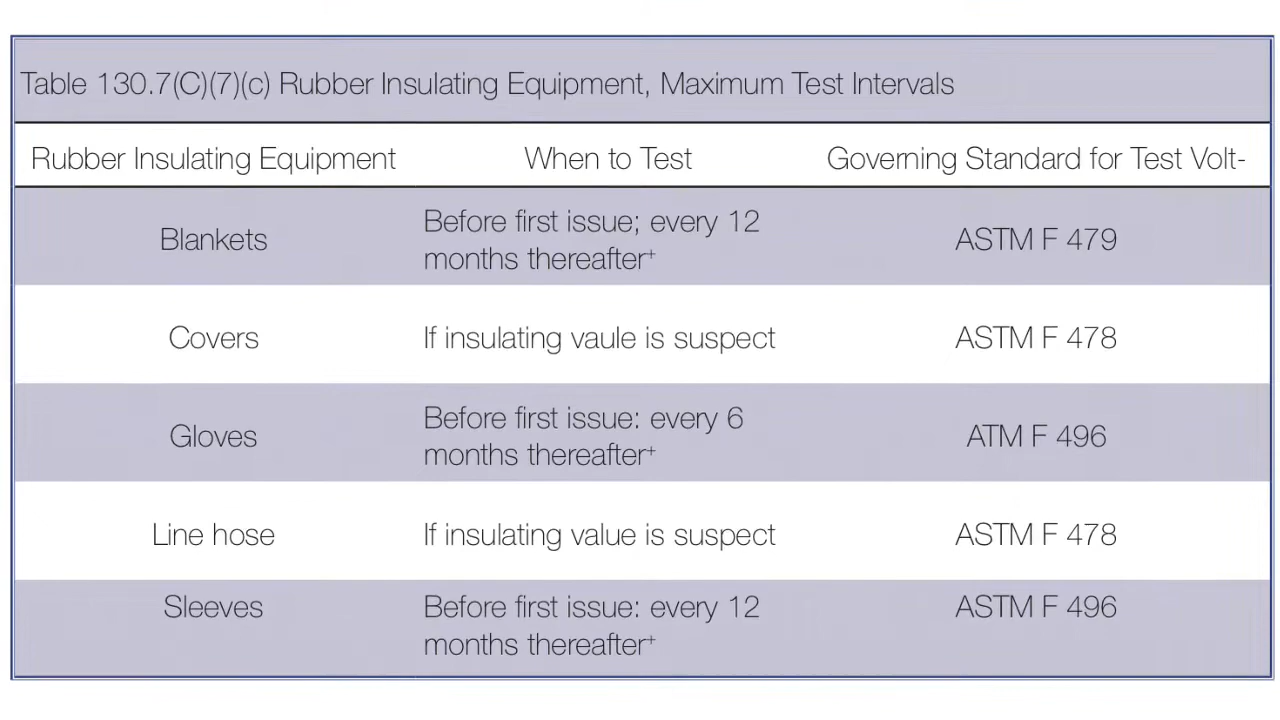 Table 130.7(C)(7)(c) Rubber Insulating Equipment, Maximum Test Intervals
Rubber Insulating Equipment When to Test Governing Standard for Test Volt-
Blankets Before first issue; every 12 months thereafter+ ASTM F 479
Covers If insulating vaule is suspect ASTM F 478
Gloves Before first issue: every 6 months thereafter+ ATM F 496
Line hose If insulating value is suspect ASTM F 478
Sleeves Before first issue: every 12 months thereafter+ ASTM F 496